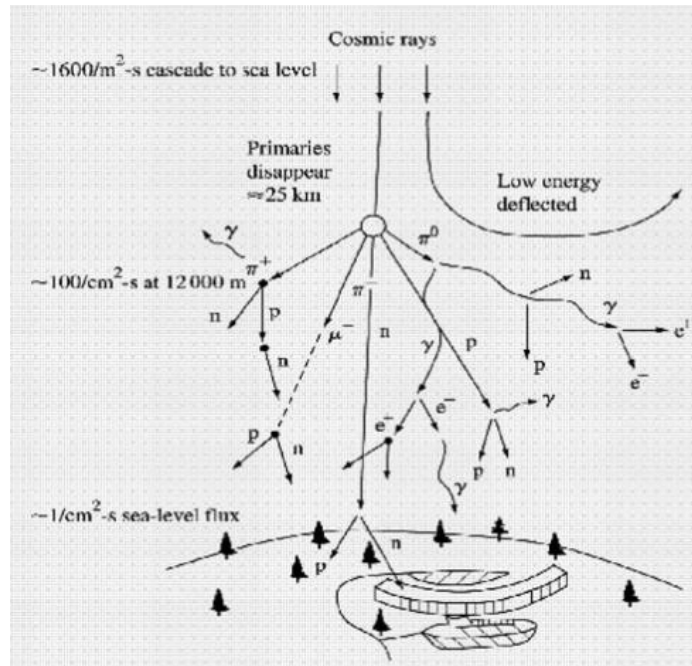 Cosmic rays
~1600/m²-s cascade to sea level
Primaries
disappear
≈25 km
Low energy
deflected
γ
π⁰
π⁺
~100/cm²-s at 12 000 m
π⁻
n
γ
n
p
μ⁻
n
p
γ
e⁺
n
p
e⁻
γ
e⁺
e⁻
p
n
p
n
γ
~1/cm²-s sea-level flux
n
p